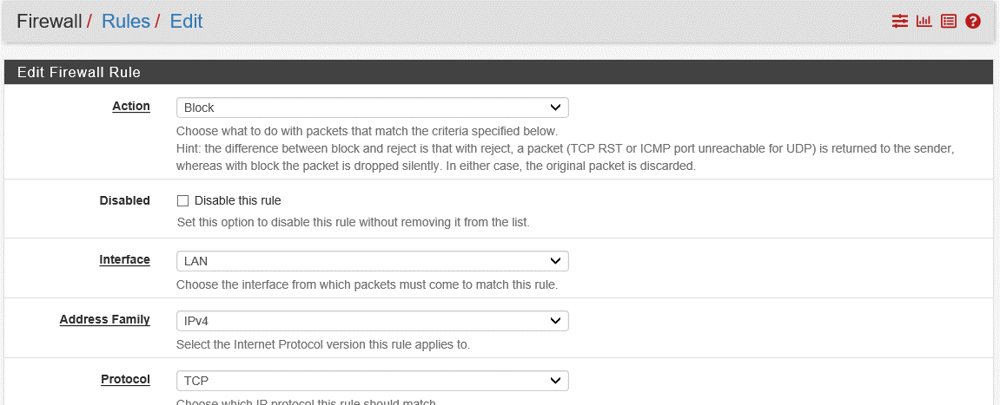 Firewall / Rules / Edit
Edit Firewall Rule
Action
Block
Choose what to do with packets that match the criteria specified below.
Hint: the difference between block and reject is that with reject, a packet (TCP RST or ICMP port unreachable for UDP) is returned to the sender,
whereas with block the packet is dropped silently. In either case, the original packet is discarded.
Disabled
Disable this rule
Set this option to disable this rule without removing it from the list.
Interface
LAN
Choose the interface from which packets must come to match this rule.
Address Family
IPv4
Select the Internet Protocol version this rule applies to.
Protocol
TCP
Choose which IP protocol this rule should match.